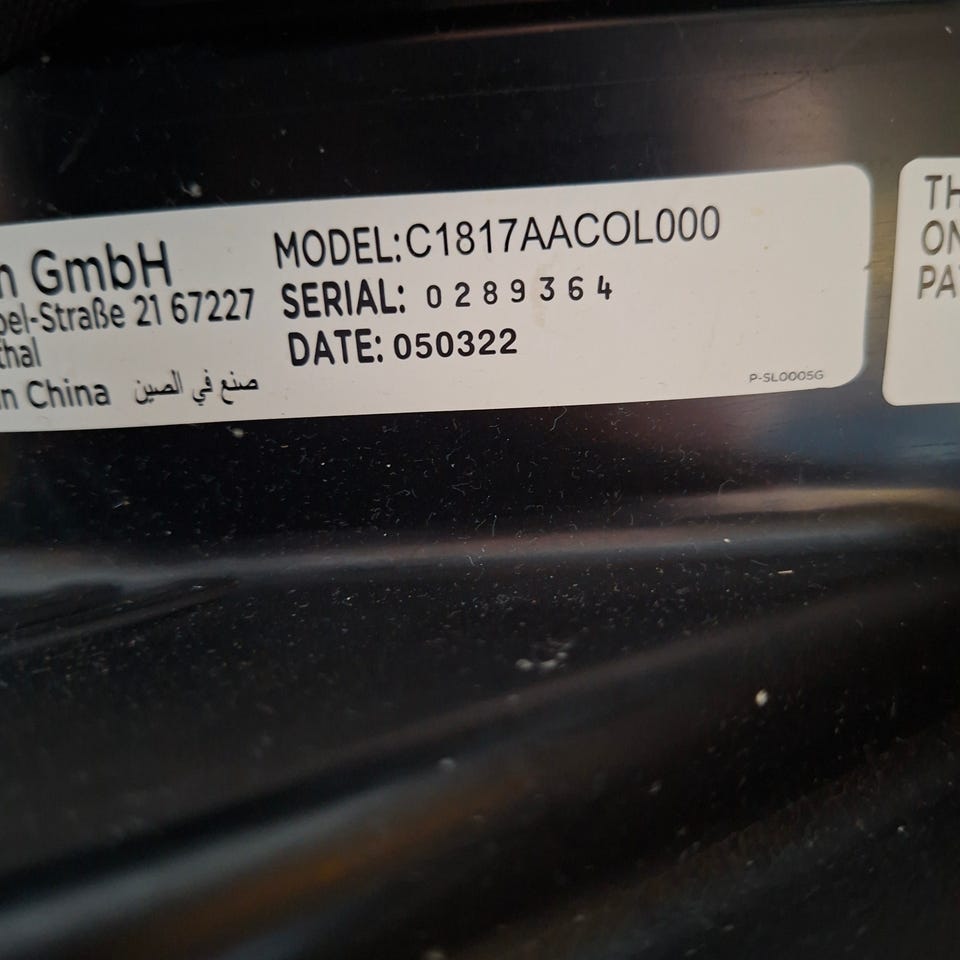 n GmbH
bel-Straße 21 67227
thal
n China صنع في الصين
MODEL:C1817AACOL000
SERIAL: 0289364
DATE: 050322
P-SL0005G
TH
ON
PA